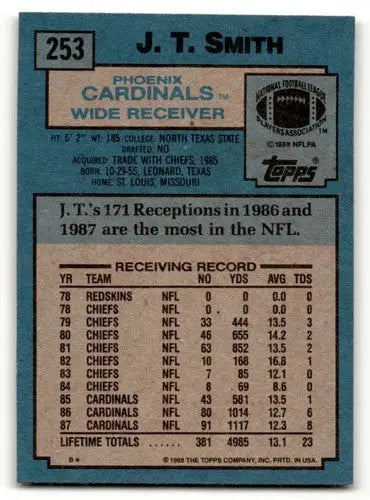 253
J. T. SMITH
PHOENIX
CARDINALS™
WIDE RECEIVER
NATIONAL FOOTBALL LEAGUE
PLAYERS ASSOCIATION™
©1988 NFLPA
Topps®
HT: 6' 2" WT: 185 COLLEGE: NORTH TEXAS STATE
DRAFTED: NO
ACQUIRED: TRADE WITH CHIEFS, 1985
BORN: 10-29-55, LEONARD, TEXAS
HOME: ST. LOUIS, MISSOURI
J.T.'s 171 Receptions in 1986 and
1987 are the most in the NFL.
RECEIVING RECORD
YR TEAM NO YDS AVG TDS
78 REDSKINS NFL 0 0 0.0 0
78 CHIEFS NFL 0 0 0.0 0
79 CHIEFS NFL 33 444 13.5 3
80 CHIEFS NFL 46 655 14.2 2
81 CHIEFS NFL 63 852 13.5 2
82 CHIEFS NFL 10 168 16.8 1
83 CHIEFS NFL 7 85 12.1 0
84 CHIEFS NFL 8 69 8.6 0
85 CARDINALS NFL 43 581 13.5 1
86 CARDINALS NFL 80 1014 12.7 6
87 CARDINALS NFL 91 1117 12.3 8
LIFETIME TOTALS 381 4985 13.1 23
B* ©1988 THE TOPPS COMPANY, INC. PRTD. IN USA.